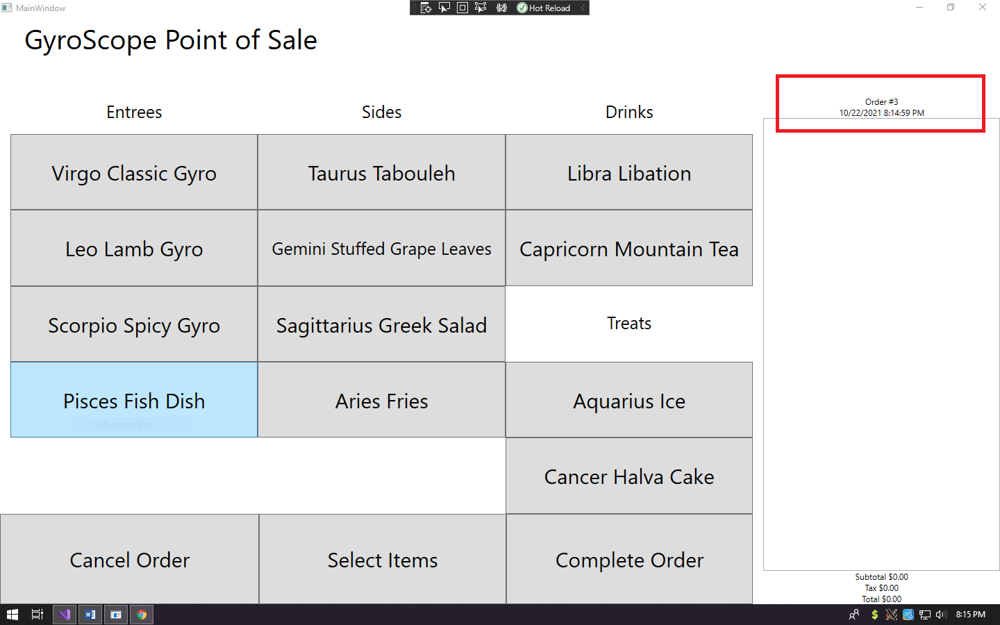 MainWindow
Hot Reload
GyroScope Point of Sale
Entrees
Sides
Drinks
Order #3
10/22/2021 8:14:59 PM
Virgo Classic Gyro
Taurus Tabouleh
Libra Libation
Leo Lamb Gyro
Gemini Stuffed Grape Leaves
Capricorn Mountain Tea
Scorpio Spicy Gyro
Sagittarius Greek Salad
Treats
Pisces Fish Dish
Full-screen Snip
Aries Fries
Aquarius Ice
Cancer Halva Cake
Cancel Order
Select Items
Complete Order
Subtotal $0.00
Tax $0.00
Total $0.00
8:15 PM